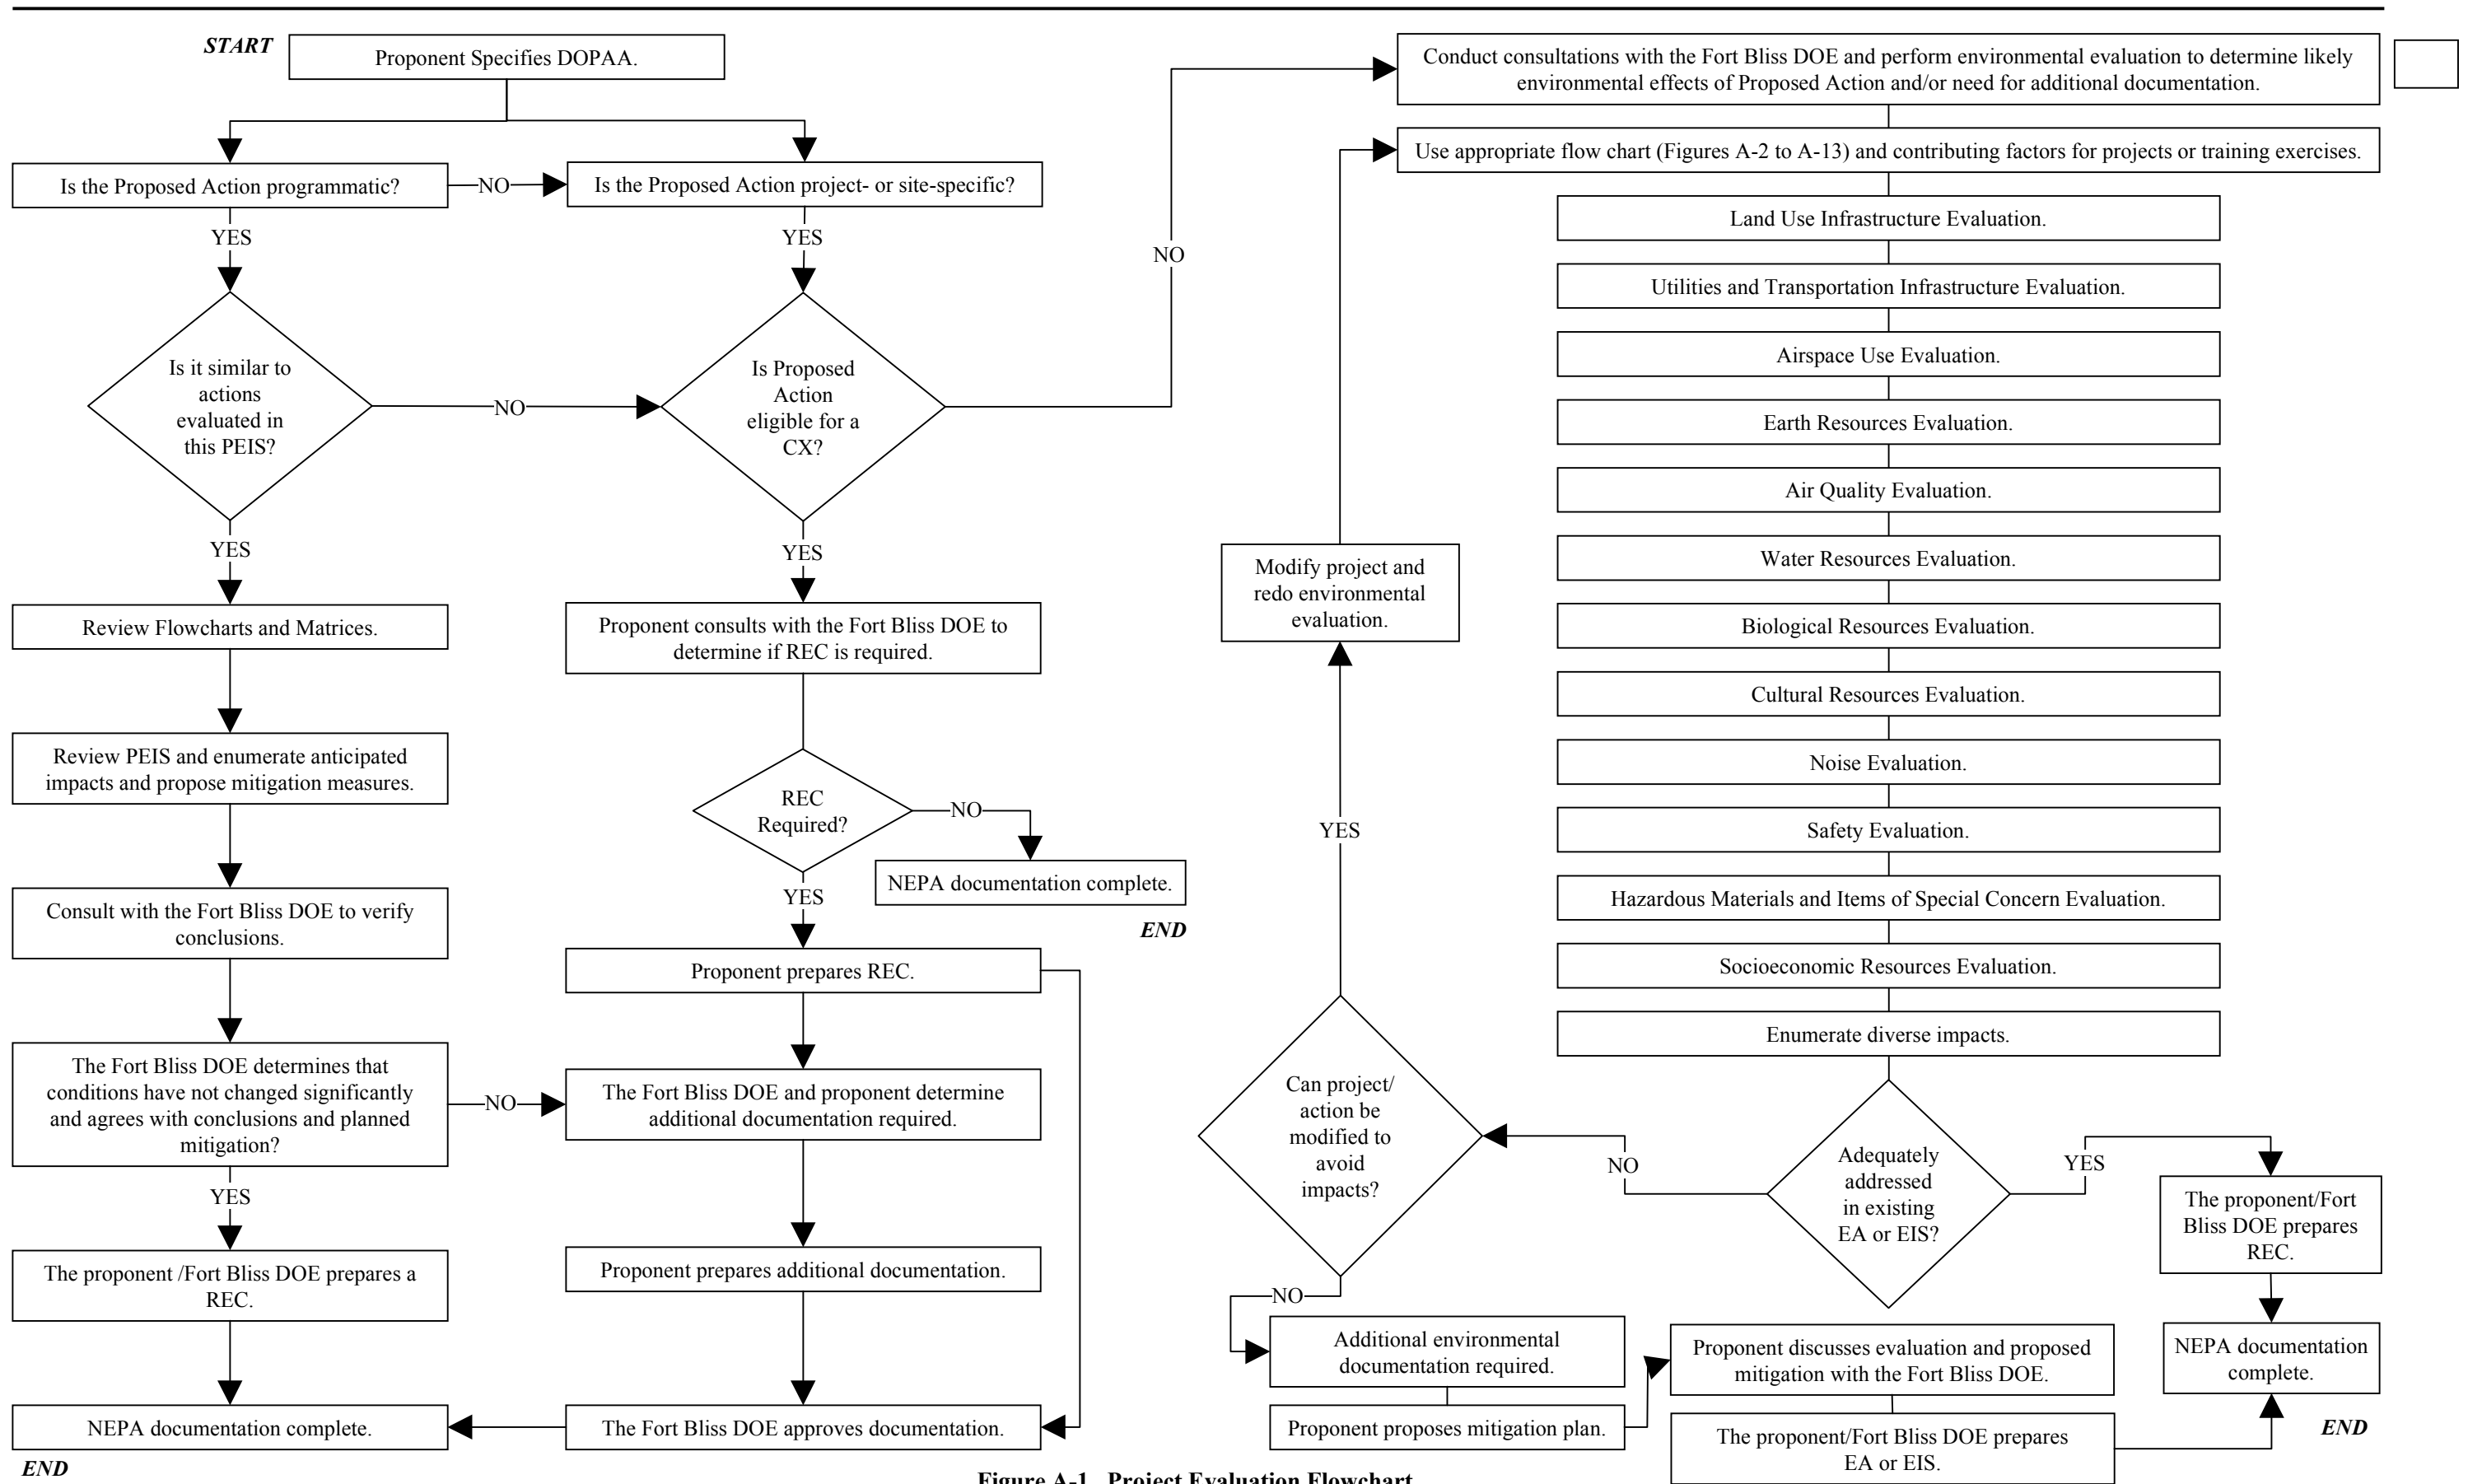 START
Proponent Specifies DOPAA.
Is the Proposed Action programmatic?
NO
Is the Proposed Action project- or site-specific?
YES
YES
Is it similar to
actions
evaluated in
this PEIS?
NO
Is Proposed
Action
eligible for a
CX?
NO
YES
YES
Review Flowcharts and Matrices.
Proponent consults with the Fort Bliss DOE to
determine if REC is required.
Review PEIS and enumerate anticipated
impacts and propose mitigation measures.
REC
Required?
NO
NEPA documentation complete.
END
YES
Consult with the Fort Bliss DOE to verify
conclusions.
Proponent prepares REC.
The Fort Bliss DOE determines that
conditions have not changed significantly
and agrees with conclusions and planned
mitigation?
NO
The Fort Bliss DOE and proponent determine
additional documentation required.
YES
The proponent /Fort Bliss DOE prepares a
REC.
Proponent prepares additional documentation.
NEPA documentation complete.
The Fort Bliss DOE approves documentation.
END
Conduct consultations with the Fort Bliss DOE and perform environmental evaluation to determine likely
environmental effects of Proposed Action and/or need for additional documentation.
Use appropriate flow chart (Figures A-2 to A-13) and contributing factors for projects or training exercises.
Land Use Infrastructure Evaluation.
Utilities and Transportation Infrastructure Evaluation.
Airspace Use Evaluation.
Earth Resources Evaluation.
Air Quality Evaluation.
Water Resources Evaluation.
Biological Resources Evaluation.
Cultural Resources Evaluation.
Noise Evaluation.
Safety Evaluation.
Hazardous Materials and Items of Special Concern Evaluation.
Socioeconomic Resources Evaluation.
Enumerate diverse impacts.
Modify project and
redo environmental
evaluation.
YES
Can project/
action be
modified to
avoid
impacts?
NO
Adequately
addressed
in existing
EA or EIS?
YES
The proponent/Fort
Bliss DOE prepares
REC.
NO
Additional environmental
documentation required.
Proponent proposes mitigation plan.
Proponent discusses evaluation and proposed
mitigation with the Fort Bliss DOE.
The proponent/Fort Bliss DOE prepares
EA or EIS.
NEPA documentation
complete.
END
Figure A-1. Project Evaluation Flowchart